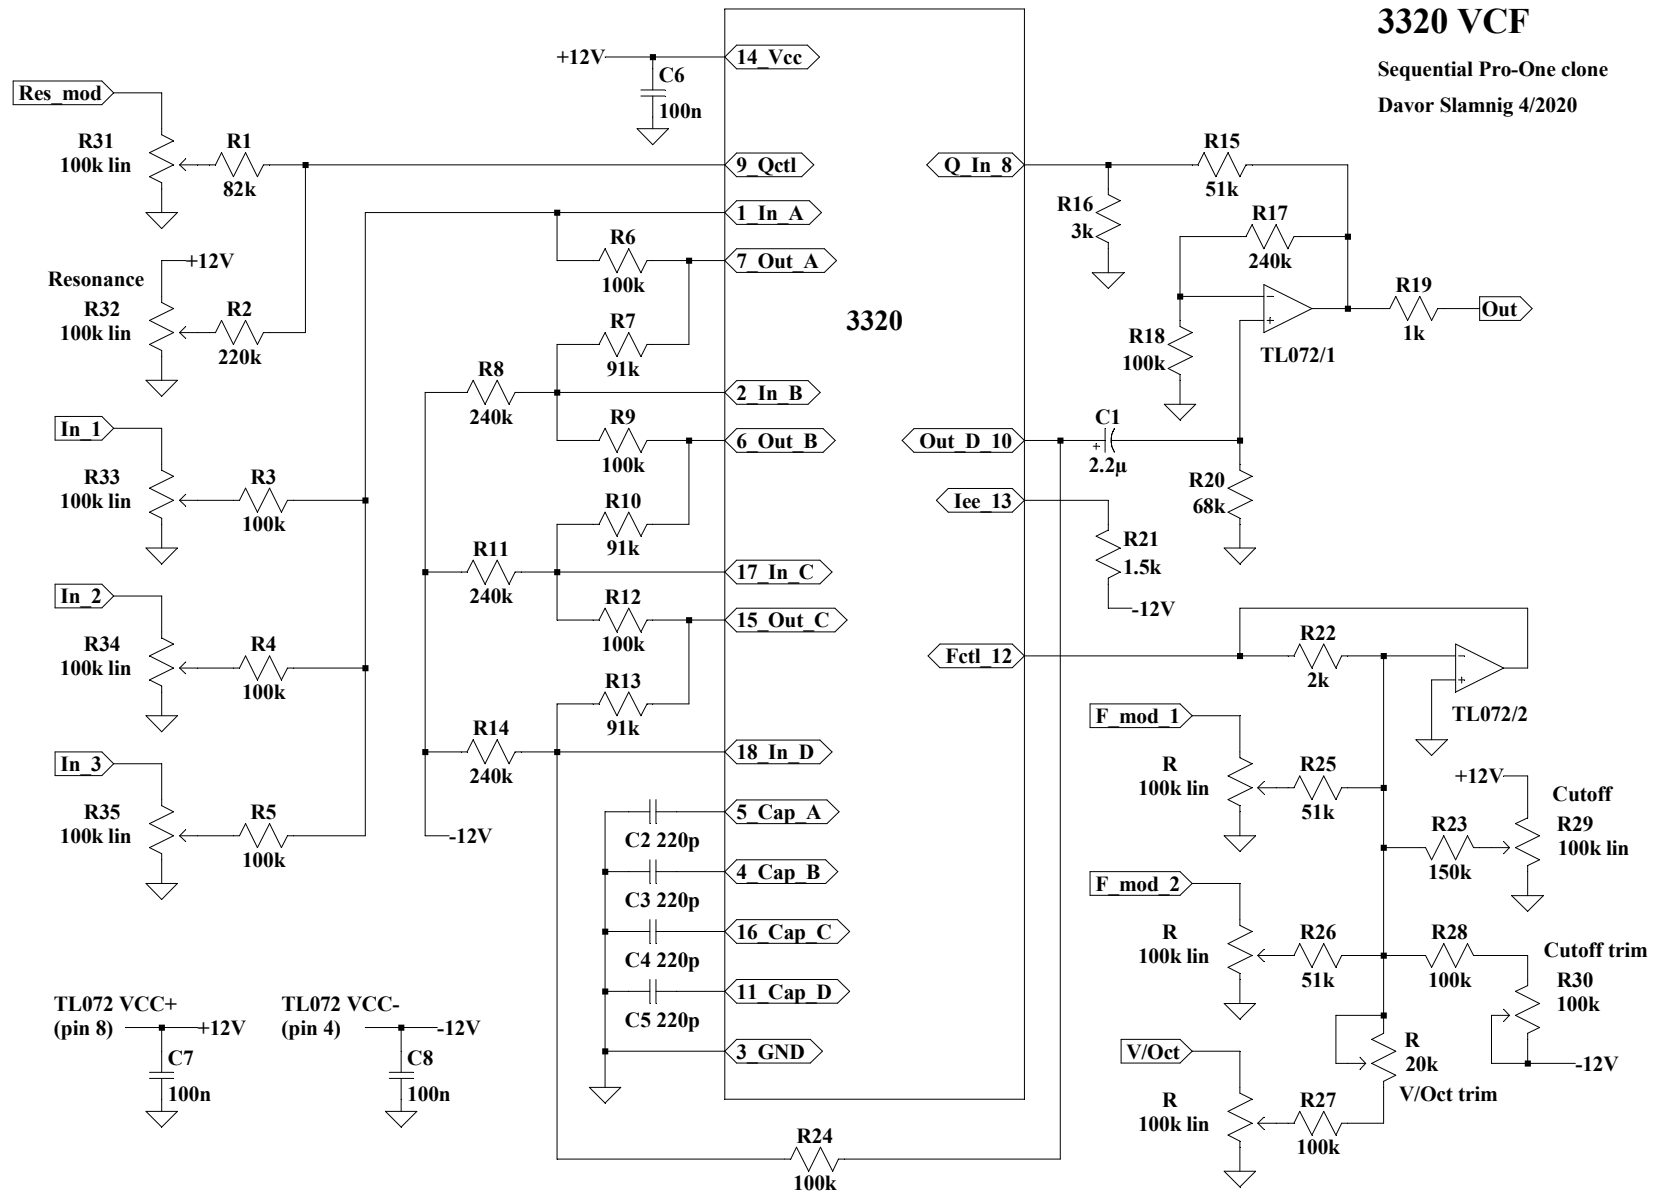 3320 VCF
Sequential Pro-One clone
Davor Slamnig 4/2020
+12V
14_Vcc
C6
100n
Res_mod
R31
100k lin
R1
82k
9_Qctl
1_In_A
R6
100k
7_Out_A
Resonance
+12V
R32
100k lin
R2
220k
R7
91k
3320
R8
240k
2_In_B
In_1
R9
100k
6_Out_B
R33
100k lin
R3
100k
R10
91k
R11
240k
17_In_C
In_2
R12
100k
15_Out_C
R34
100k lin
R4
100k
R13
91k
R14
240k
18_In_D
In_3
R35
100k lin
R5
100k
-12V
5_Cap_A
C2 220p
4_Cap_B
C3 220p
16_Cap_C
C4 220p
11_Cap_D
C5 220p
3_GND
TL072 VCC+
(pin 8)
+12V
C7
100n
TL072 VCC-
(pin 4)
-12V
C8
100n
R24
100k
Q_In_8
R15
51k
R16
3k
R17
240k
R18
100k
TL072/1
R19
1k
Out
Out_D_10
C1
+
2.2µ
R20
68k
Iee_13
R21
1.5k
-12V
Fctl_12
R22
2k
TL072/2
F_mod_1
R
100k lin
R25
51k
+12V
Cutoff
R29
100k lin
R23
150k
F_mod_2
R
100k lin
R26
51k
R28
100k
Cutoff trim
R30
100k
-12V
V/Oct
R
20k
V/Oct trim
R
100k lin
R27
100k